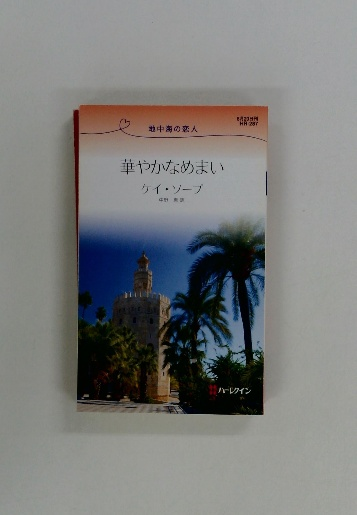 地中海の恋人
華やかなめまい
ケイ・ソープ
ハーレクイン